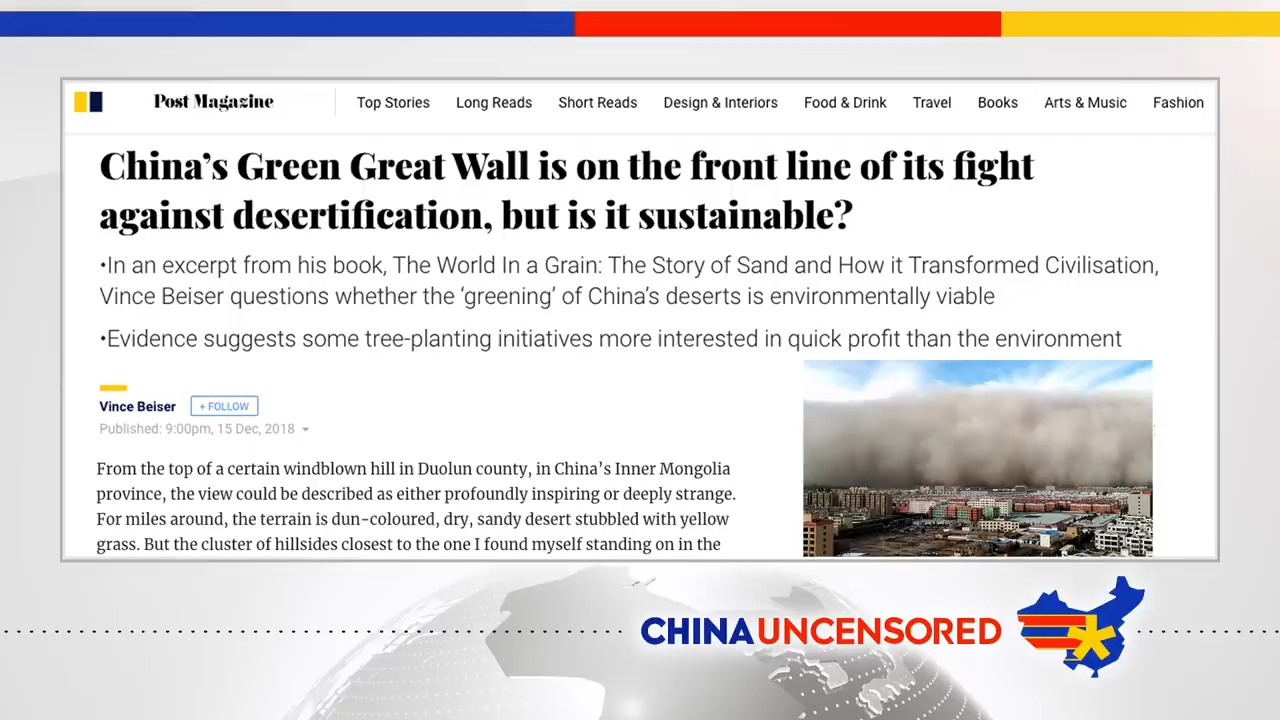 Post Magazine
Top Stories Long Reads Short Reads Design & Interiors Food & Drink Travel Books Arts & Music Fashion
China’s Green Great Wall is on the front line of its fight
against desertification, but is it sustainable?
•In an excerpt from his book, The World In a Grain: The Story of Sand and How it Transformed Civilisation,
Vince Beiser questions whether the ‘greening’ of China’s deserts is environmentally viable
•Evidence suggests some tree-planting initiatives more interested in quick profit than the environment
Vince Beiser + FOLLOW
Published: 9:00pm, 15 Dec, 2018
From the top of a certain windblown hill in Duolun county, in China’s Inner Mongolia
province, the view could be described as either profoundly inspiring or deeply strange.
For miles around, the terrain is dun-coloured, dry, sandy desert stubbled with yellow
grass. But the cluster of hillsides closest to the one I found myself standing on in the
CHINA UNCENSORED